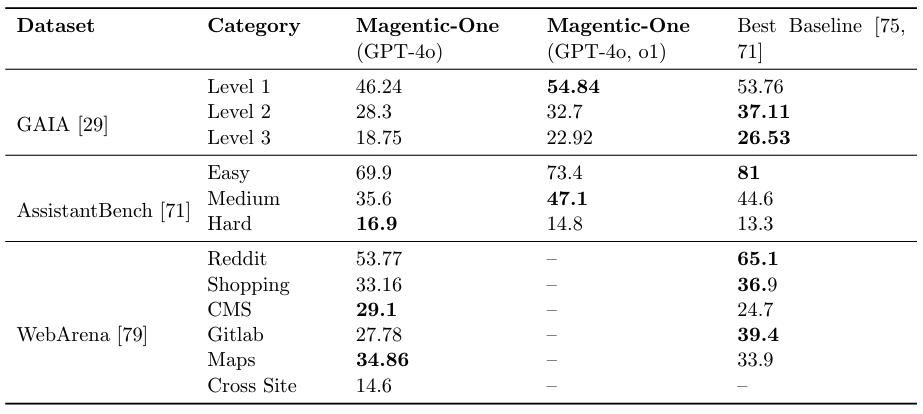 Dataset Category Magentic-One Magentic-One Best Baseline [75,
(GPT-4o) (GPT-4o, o1) 71]
Level 1 46.24 54.84 53.76
Level 2 28.3 32.7 37.11
GAIA [29]
Level 3 18.75 22.92 26.53
Easy 69.9 73.4 81
Medium 35.6 47.1 44.6
AssistantBench [71]
Hard 16.9 14.8 13.3
Reddit 53.77 – 65.1
Shopping 33.16 – 36.9
CMS 29.1 – 24.7
WebArena [79] Gitlab 27.78 – 39.4
Maps 34.86 – 33.9
Cross Site 14.6 – –